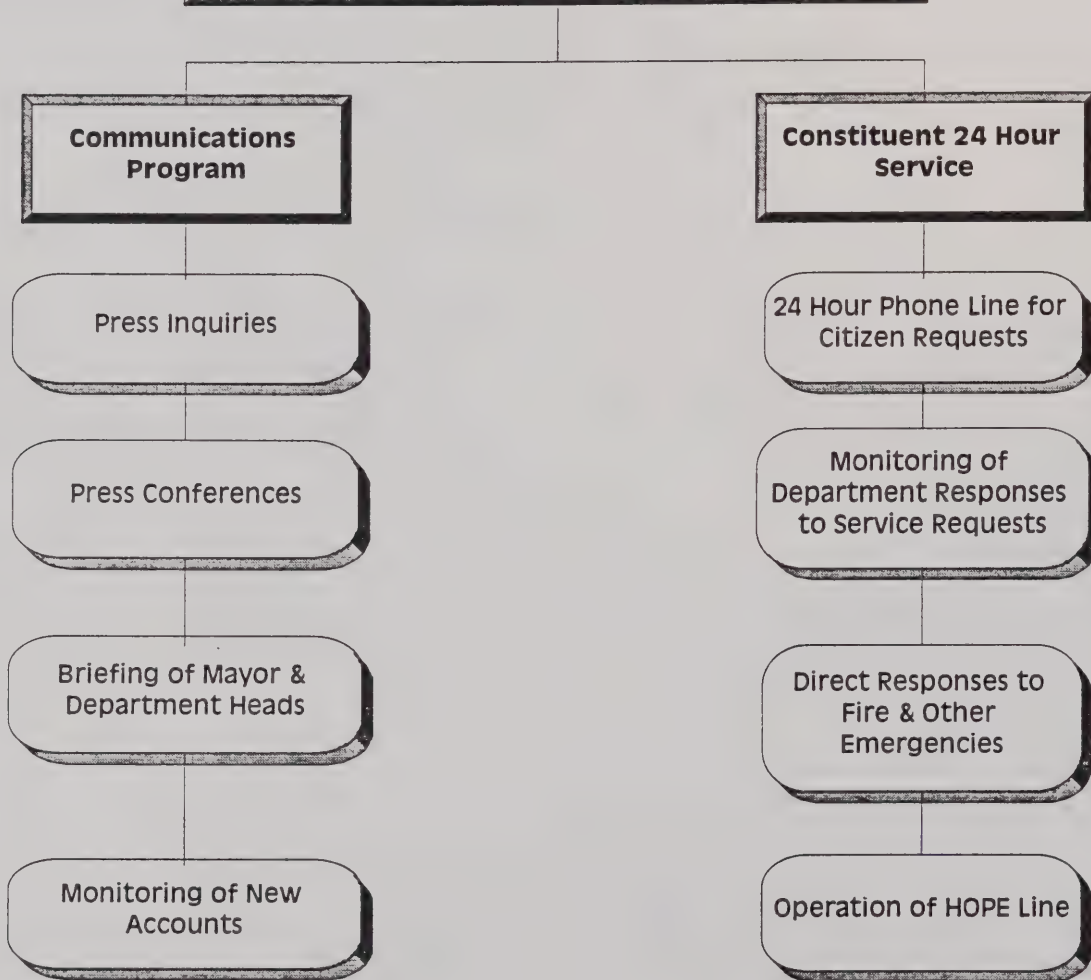 Communications
Program
Press Inquiries
Press Conferences
Briefing of Mayor &
Department Heads
Monitoring of New
Accounts
Constituent 24 Hour
Service
24 Hour Phone Line for
Citizen Requests
Monitoring of
Department Responses
to Service Requests
Direct Responses to
Fire & Other
Emergencies
Operation of HOPE Line